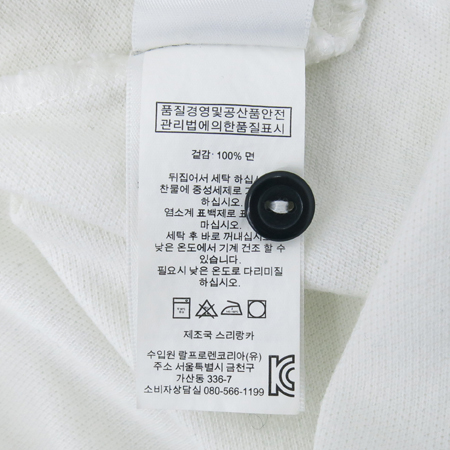 품질경영및공산품안전
관리법에의한품질표시
겉감: 100% 면
뒤집어서 세탁 하십시
찬물에 중성세제로
하십시오.
염소계 표백제로
마십시오.
세탁 후 바로 꺼내십시
낮은 온도에서 기계 건조 할 수
있습니다.
필요시 낮은 온도로 다리미질
하십시오.
제조국 스리랑카
수입원 랄프로렌코리아(유)
주소 서울특별시 금천구
가산동 336-7
소비자상담실 080-566-1199